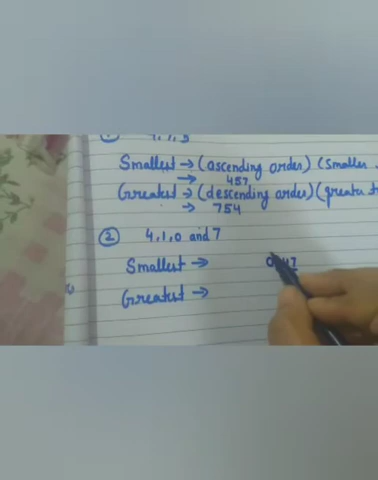 Smallest → (ascending order) (Smaller
→ 457
Greatest → (descending order) (greater
→ 754
② 4,1,0 and 7
Smallest →
Greatest →